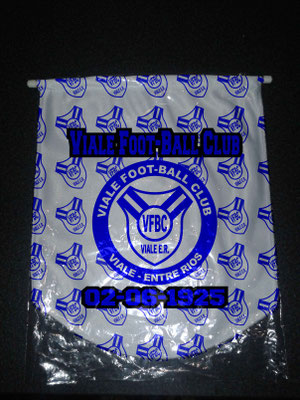 Viale Foot-Ball Club
VIALE FOOT-BALL CLUB
VFBC
VIALE E.R.
VIALE - ENTRE RIOS
02-06-1925